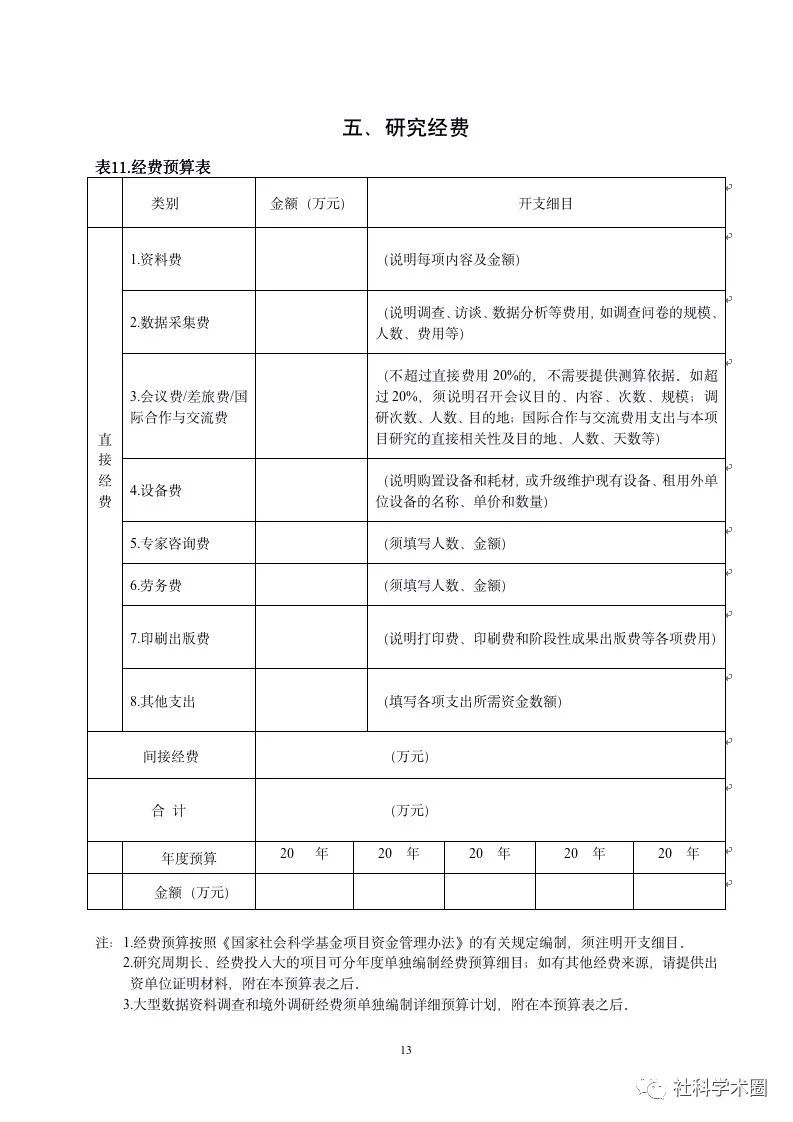 五、研究经费
表11.经费预算表
类别 金额（万元） 开支细目
直接经费
1.资料费 （说明每项内容及金额）
2.数据采集费 （说明调查、访谈、数据分析等费用，如调查问卷的规模、
人数、费用等）
3.会议费/差旅费/国
际合作与交流费
（不超过直接费用 20%的，不需要提供测算依据．如超
过 20%，须说明召开会议目的、内容、次数、规模；调
研次数、人数、目的地；国际合作与交流费用支出与本项
目研究的直接相关性及目的地、人数、天数等）
4.设备费 （说明购置设备和耗材，或升级维护现有设备、租用外单
位设备的名称、单价和数量）
5.专家咨询费 （须填写人数、金额）
6.劳务费 （须填写人数、金额）
7.印刷出版费 （说明打印费、印刷费和阶段性成果出版费等各项费用）
8.其他支出 （填写各项支出所需资金数额）
间接经费 （万元）
合 计 （万元）
年度预算 20 年 20 年 20 年 20 年 20 年
金额（万元）
注：1.经费预算按照《国家社会科学基金项目资金管理办法》的有关规定编制，须注明开支细目．
2.研究周期长、经费投入大的项目可分年度单独编制经费预算细目；如有其他经费来源，请提供出
资单位证明材料，附在本预算表之后．
3.大型数据资料调查和境外调研经费须单独编制详细预算计划，附在本预算表之后．
13
社科学术圈